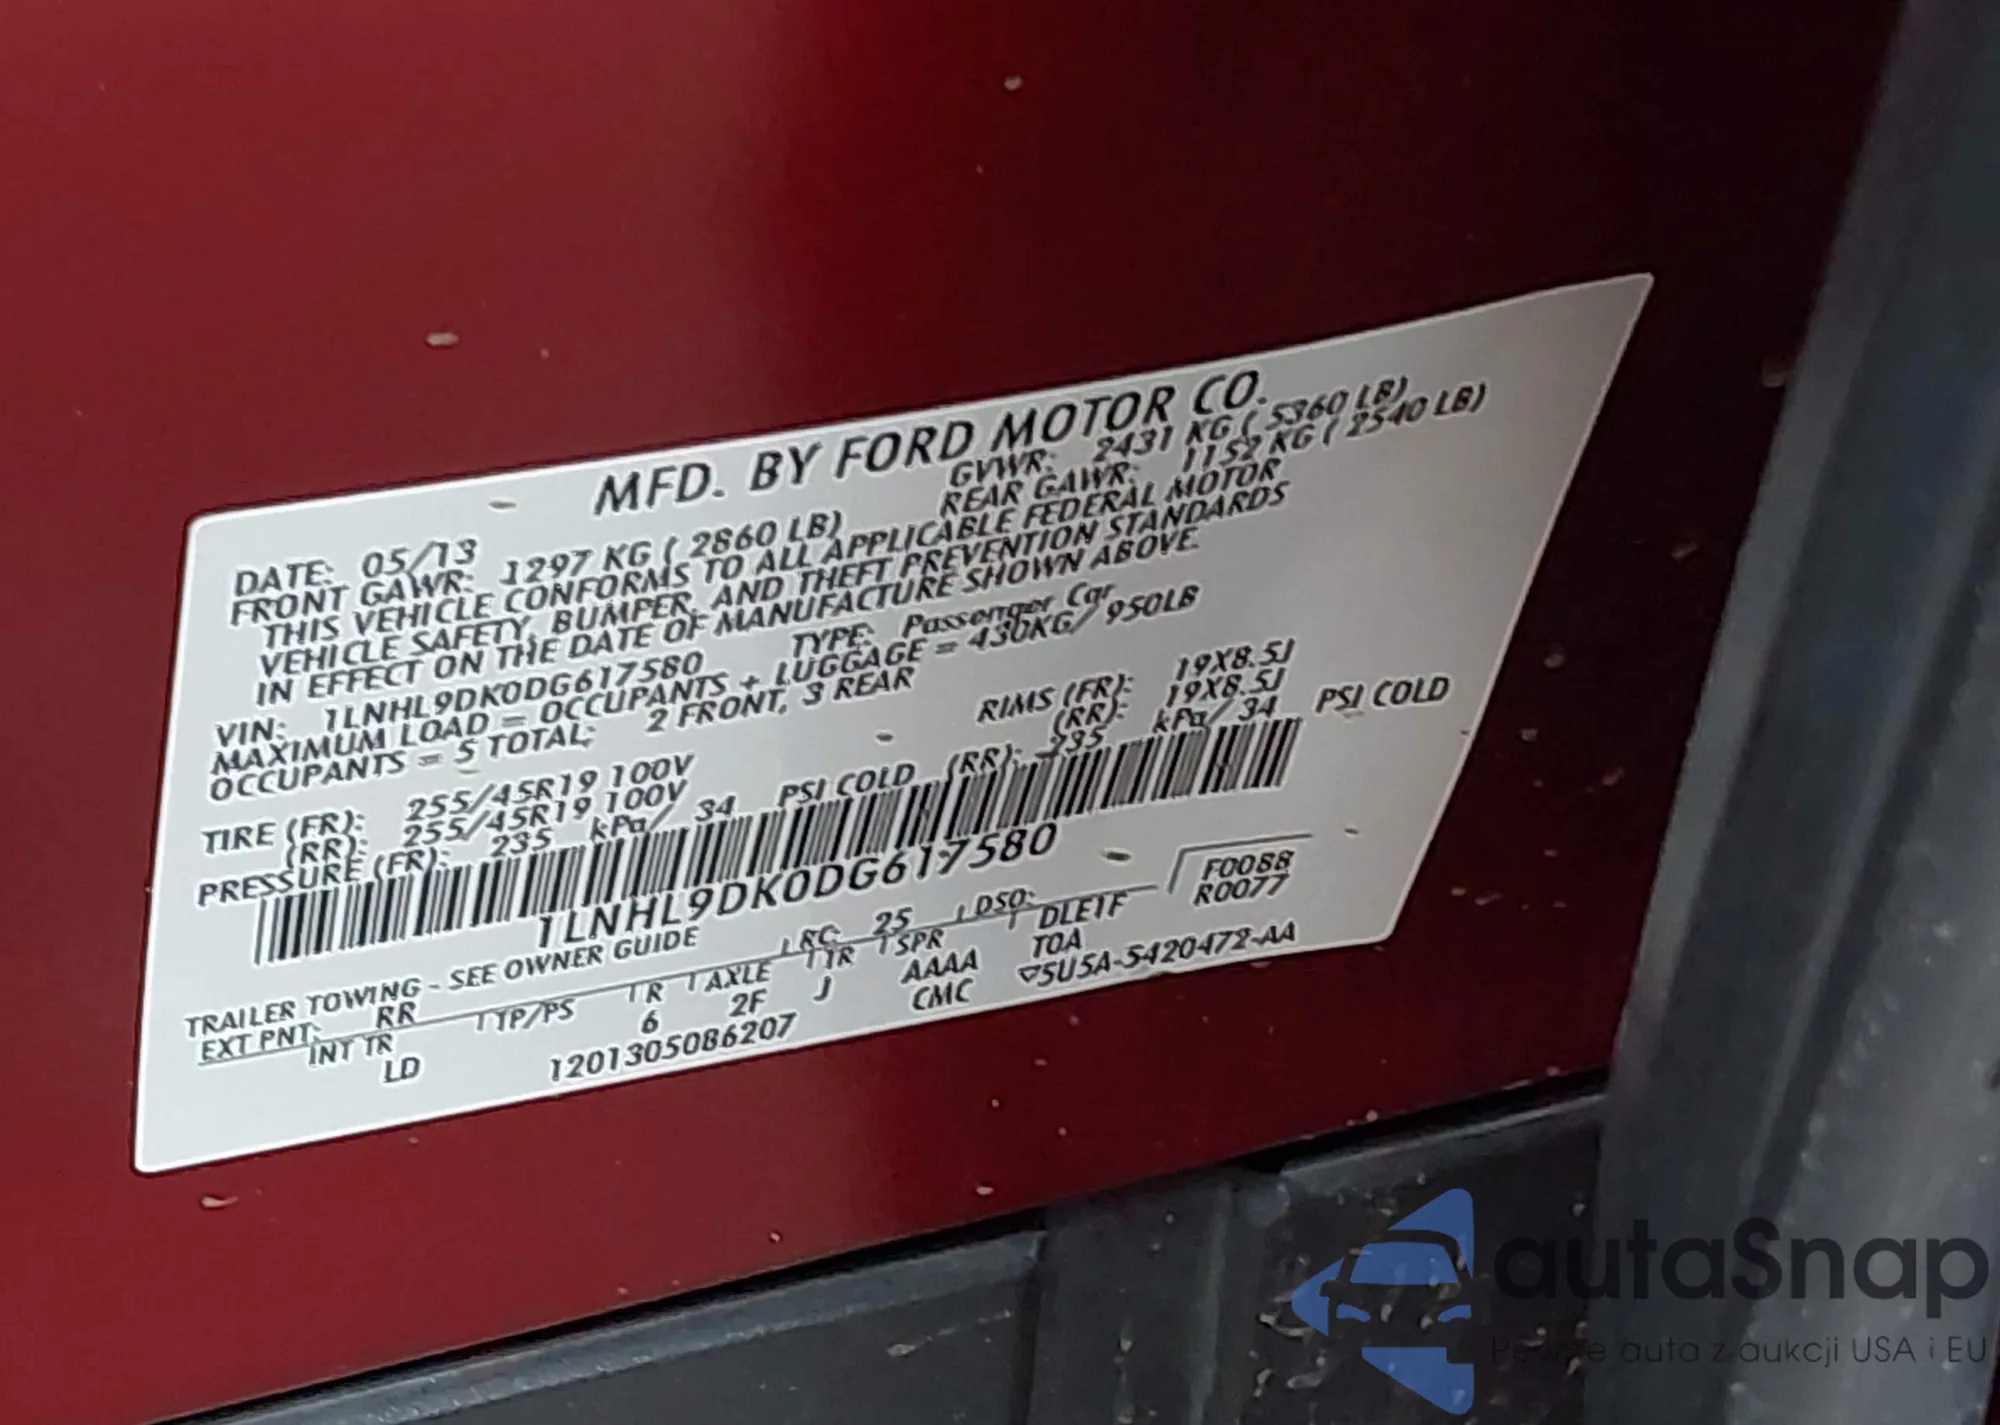 MFD. BY FORD MOTOR CO.
DATE: 05/13 GVWR: 2431 KG ( 5360 LB)
FRONT GAWR: 1297 KG ( 2860 LB) REAR GAWR: 1152 KG ( 2540 LB)
THIS VEHICLE CONFORMS TO ALL APPLICABLE FEDERAL MOTOR
VEHICLE SAFETY, BUMPER, AND THEFT PREVENTION STANDARDS
IN EFFECT ON THE DATE OF MANUFACTURE SHOWN ABOVE.
VIN: 1LNHL9DK0DG617580 TYPE: Passenger Car
MAXIMUM LOAD = OCCUPANTS + LUGGAGE = 430KG/ 950LB
OCCUPANTS = 5 TOTAL: 2 FRONT, 3 REAR
TIRE (FR): 255/45R19 100V RIMS (FR): 19X8.5J
(RR): 255/45R19 100V (RR): 19X8.5J
PRESSURE (FR): 235 kPa/ 34 PSI COLD (RR): 235 kPa/ 34 PSI COLD
1LNHL9DK0DG617580
F0088
R0077
TRAILER TOWING - SEE OWNER GUIDE RC: 25 DSO:
EXT PNT: RR DLE1F
INT TR TP/PS R AXLE TR SPR TOA
LD 6 2F J AAAA
1201305086207 CMC ▽5U5A-5420472-AA
autaSnap
Pewne auta z aukcji USA i EU